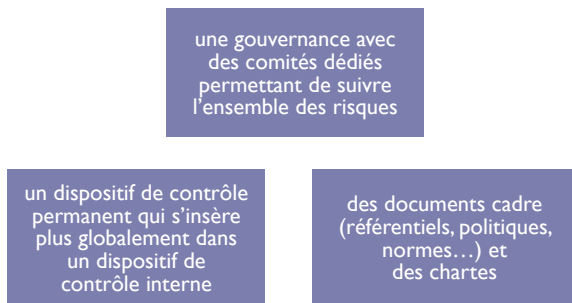 une gouvernance avec
des comités dédiés
permettant de suivre
l’ensemble des risques
un dispositif de contrôle
permanent qui s’insère
plus globalement dans
un dispositif de
contrôle interne
des documents cadre
(référentiels, politiques,
normes…) et
des chartes